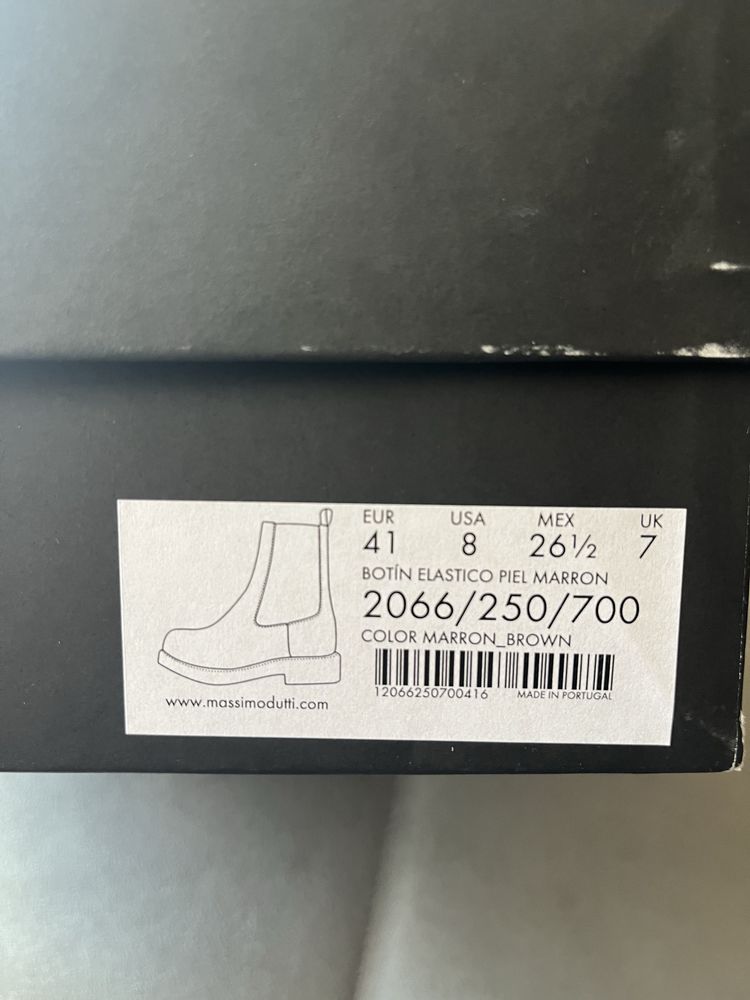 EUR USA MEX UK
41 8 26½ 7
BOTÍN ELASTICO PIEL MARRON
2066/250/700
COLOR MARRON_BROWN
12066250700416 MADE IN PORTUGAL
www.massimodutti.com